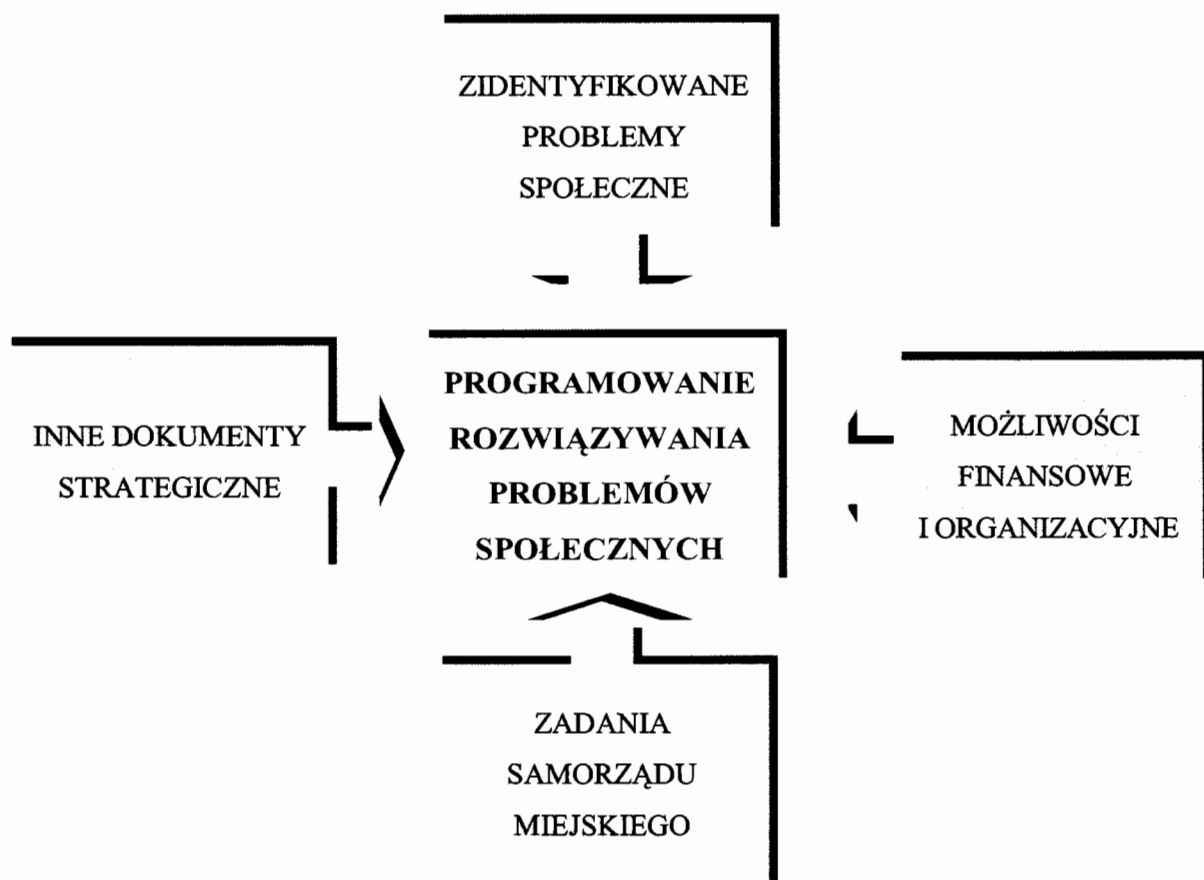 ZIDENTYFIKOWANE
PROBLEMY
SPOŁECZNE
INNE DOKUMENTY
STRATEGICZNE
PROGRAMOWANIE
ROZWIĄZYWANIA
PROBLEMÓW
SPOŁECZNYCH
MOŻLIWOŚCI
FINANSOWE
I ORGANIZACYJNE
ZADANIA
SAMORZĄDU
MIEJSKIEGO